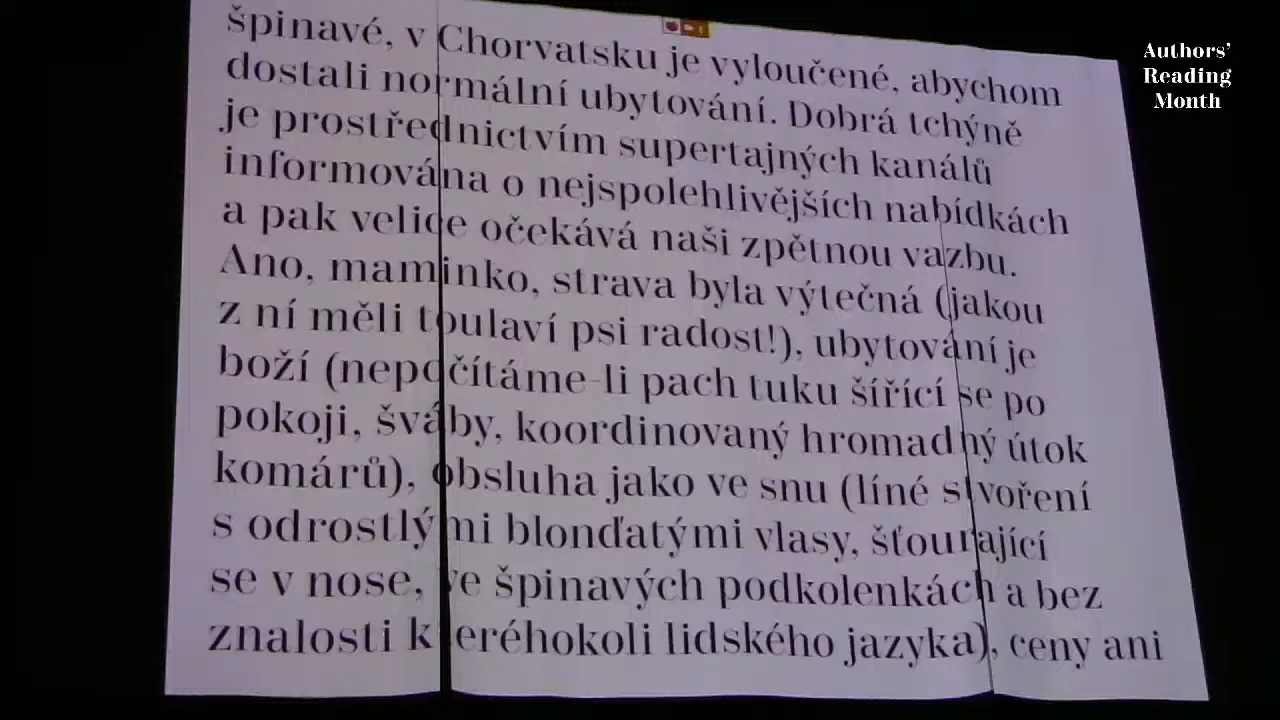 špinavé, v Chorvatsku je vyloučené, abychom
dostali normální ubytování. Dobrá tchýně
je prostřednictvím supertajných kanálů
informována o nejspolehlivějších nabídkách
a pak velice očekává naši zpětnou vazbu.
Ano, maminko, strava byla výtečná (jakou
z ní měli toulaví psi radost!), ubytování je
boží (nepočítáme-li pach tuku šířící se po
pokoji, šváby, koordinovaný hromadný útok
komárů), obsluha jako ve snu (líné stvoření
s odrostlými blonďatými vlasy, šťourající
se v nose, ve špinavých podkolenkách a bez
znalosti kteréhokoli lidského jazyka), ceny ani
Authors’
Reading
Month